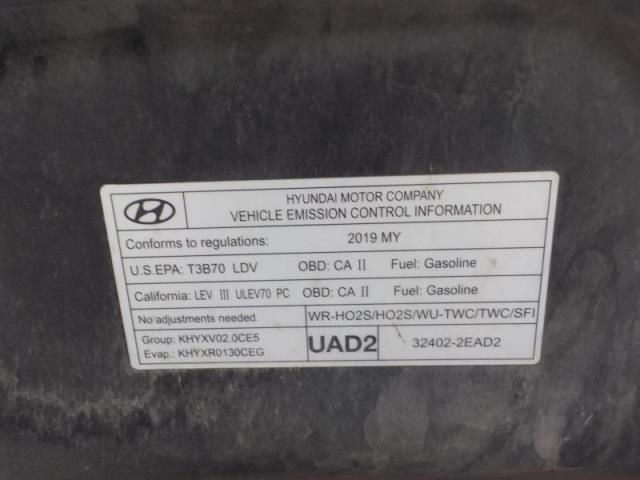 HYUNDAI MOTOR COMPANY
VEHICLE EMISSION CONTROL INFORMATION
Conforms to regulations: 2019 MY
U.S.EPA: T3B70 LDV OBD: CA II Fuel: Gasoline
California: LEV III ULEV70 PC OBD: CA II Fuel: Gasoline
No adjustments needed. WR-HO2S/HO2S/WU-TWC/TWC/SFI
Group: KHYXV02.0CE5
Evap.: KHYXR0130CEG
UAD2 32402-2EAD2